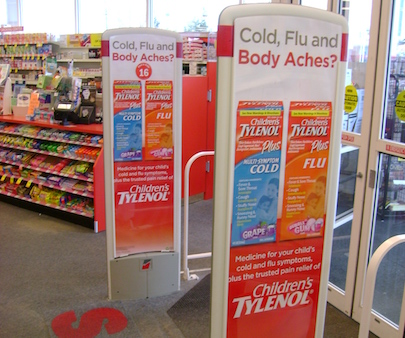 Cold, Flu and
Body Aches?
16
Children's
TYLENOL
Plus
COLD
Children's
TYLENOL
Plus
FLU
GRAPE
Medicine for your child's
cold and flu symptoms,
plus the trusted pain relief of
Children's
TYLENOL
Cold, Flu and
Body Aches?
Children's
TYLENOL
Plus
MULTI-SYMPTOM
COLD
GRAPE
Children's
TYLENOL
Plus
FLU
Medicine for your child's
cold and flu symptoms,
plus the trusted pain relief of
Children's
TYLENOL